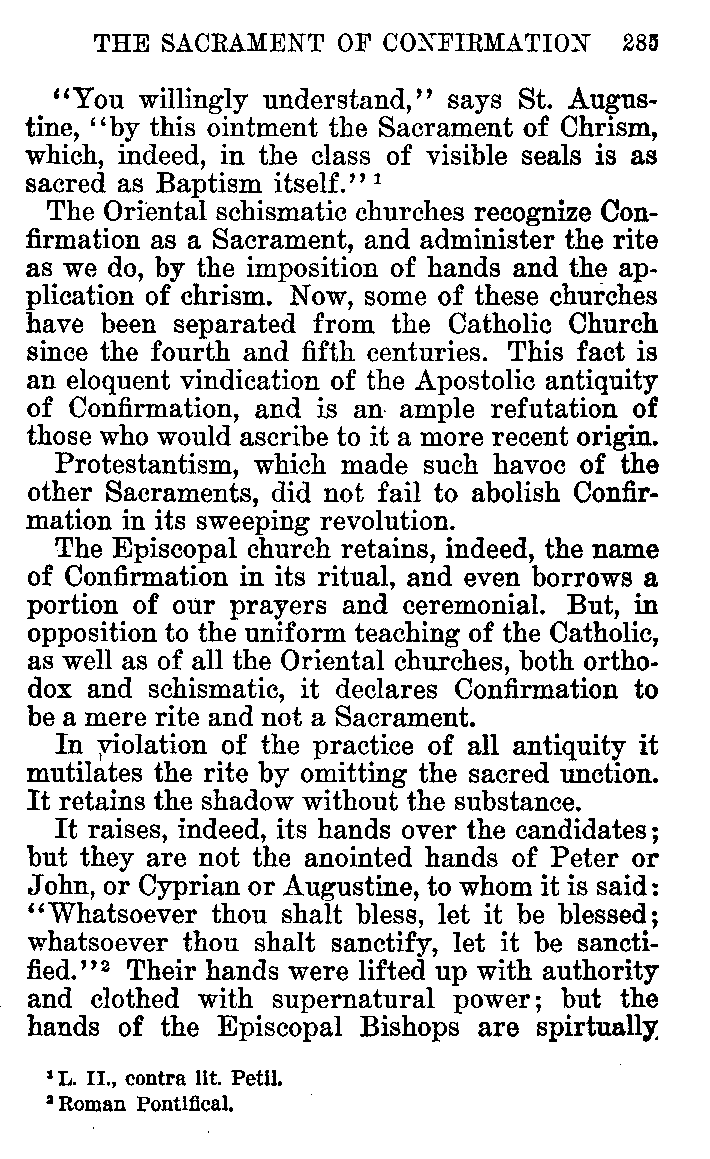 THE SACRAMENT OF CONFIRMATION 285
“You willingly understand,” says St. Augus-
tine, “by this ointment the Sacrament of Chrism,
which, indeed, in the class of visible seals is as
sacred as Baptism itself.” ¹
The Oriental schismatic churches recognize Con-
firmation as a Sacrament, and administer the rite
as we do, by the imposition of hands and the ap-
plication of chrism. Now, some of these churches
have been separated from the Catholic Church
since the fourth and fifth centuries. This fact is
an eloquent vindication of the Apostolic antiquity
of Confirmation, and is an ample refutation of
those who would ascribe to it a more recent origin.
Protestantism, which made such havoc of the
other Sacraments, did not fail to abolish Confir-
mation in its sweeping revolution.
The Episcopal church retains, indeed, the name
of Confirmation in its ritual, and even borrows a
portion of our prayers and ceremonial. But, in
opposition to the uniform teaching of the Catholic,
as well as of all the Oriental churches, both ortho-
dox and schismatic, it declares Confirmation to
be a mere rite and not a Sacrament.
In violation of the practice of all antiquity it
mutilates the rite by omitting the sacred unction.
It retains the shadow without the substance.
It raises, indeed, its hands over the candidates;
but they are not the anointed hands of Peter or
John, or Cyprian or Augustine, to whom it is said:
“Whatsoever thou shalt bless, let it be blessed;
whatsoever thou shalt sanctify, let it be sancti-
fied.”² Their hands were lifted up with authority
and clothed with supernatural power; but the
hands of the Episcopal Bishops are spirtually
¹ L. II., contra lit. Petil.
² Roman Pontifical.